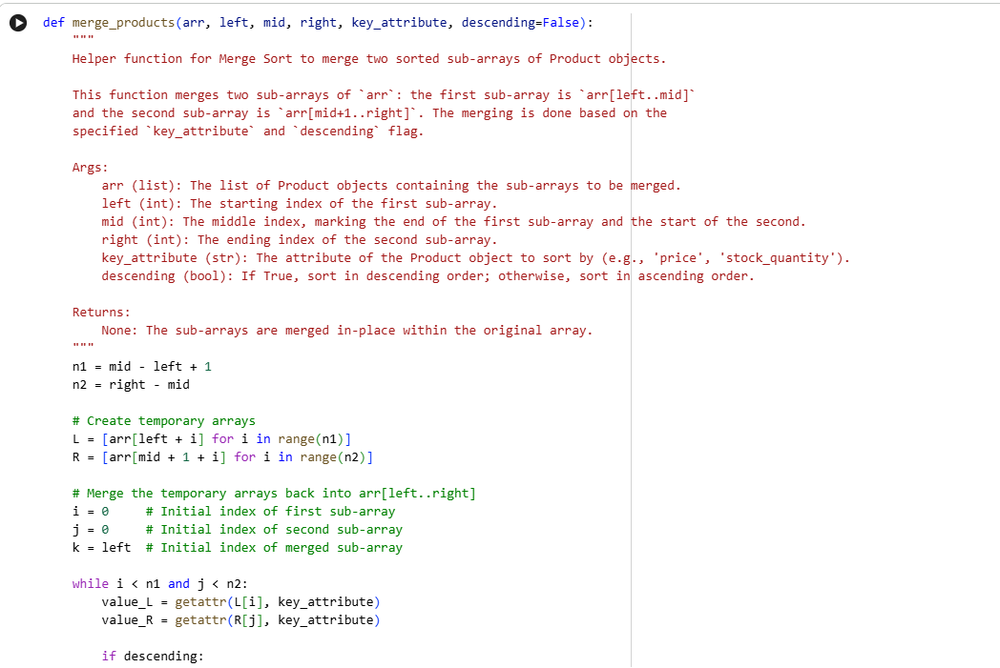 def merge_products(arr, left, mid, right, key_attribute, descending=False):
    """
    Helper function for Merge Sort to merge two sorted sub-arrays of Product objects.

    This function merges two sub-arrays of `arr`: the first sub-array is `arr[left..mid]`
    and the second sub-array is `arr[mid+1..right]`. The merging is done based on the
    specified `key_attribute` and `descending` flag.

    Args:
        arr (list): The list of Product objects containing the sub-arrays to be merged.
        left (int): The starting index of the first sub-array.
        mid (int): The middle index, marking the end of the first sub-array and the start of the second.
        right (int): The ending index of the second sub-array.
        key_attribute (str): The attribute of the Product object to sort by (e.g., 'price', 'stock_quantity').
        descending (bool): If True, sort in descending order; otherwise, sort in ascending order.

    Returns:
        None: The sub-arrays are merged in-place within the original array.
    """
    n1 = mid - left + 1
    n2 = right - mid

    # Create temporary arrays
    L = [arr[left + i] for i in range(n1)]
    R = [arr[mid + 1 + i] for i in range(n2)]

    # Merge the temporary arrays back into arr[left..right]
    i = 0     # Initial index of first sub-array
    j = 0     # Initial index of second sub-array
    k = left  # Initial index of merged sub-array

    while i < n1 and j < n2:
        value_L = getattr(L[i], key_attribute)
        value_R = getattr(R[j], key_attribute)

        if descending: